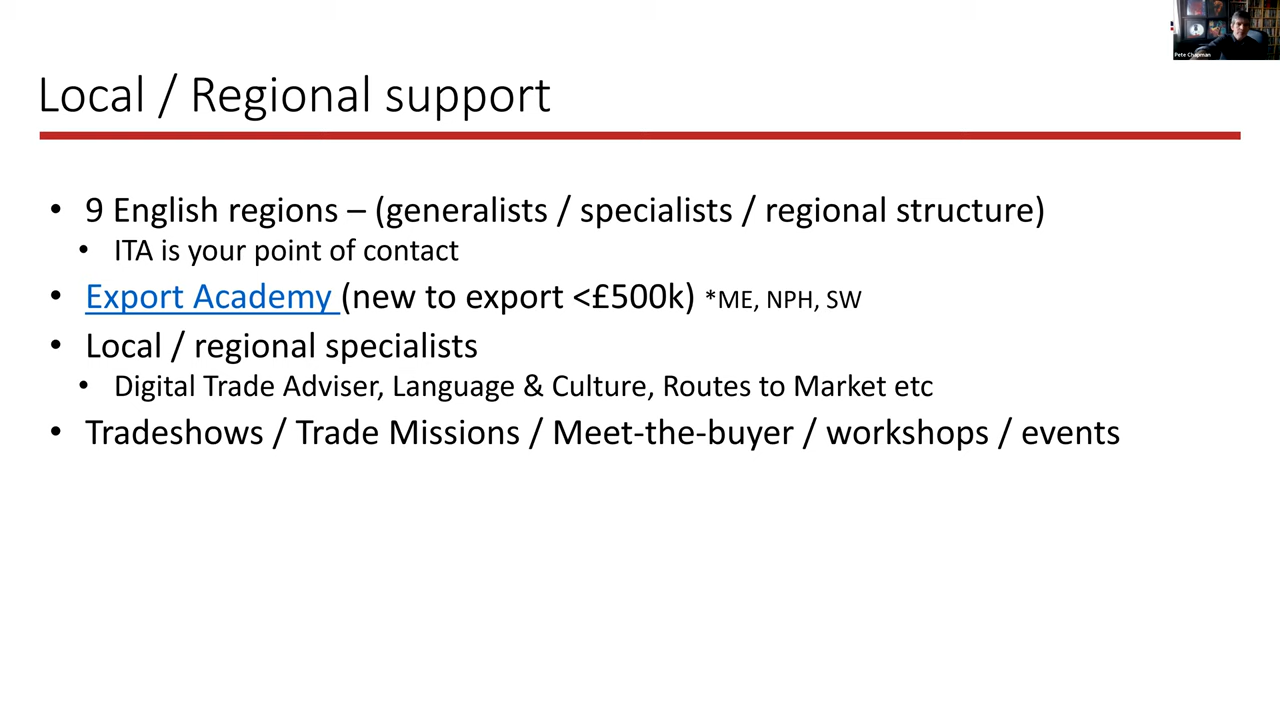 Pete Chapman
Local / Regional support
• 9 English regions – (generalists / specialists / regional structure)
• ITA is your point of contact
• Export Academy (new to export <£500k) *ME, NPH, SW
• Local / regional specialists
• Digital Trade Adviser, Language & Culture, Routes to Market etc
• Tradeshows / Trade Missions / Meet-the-buyer / workshops / events